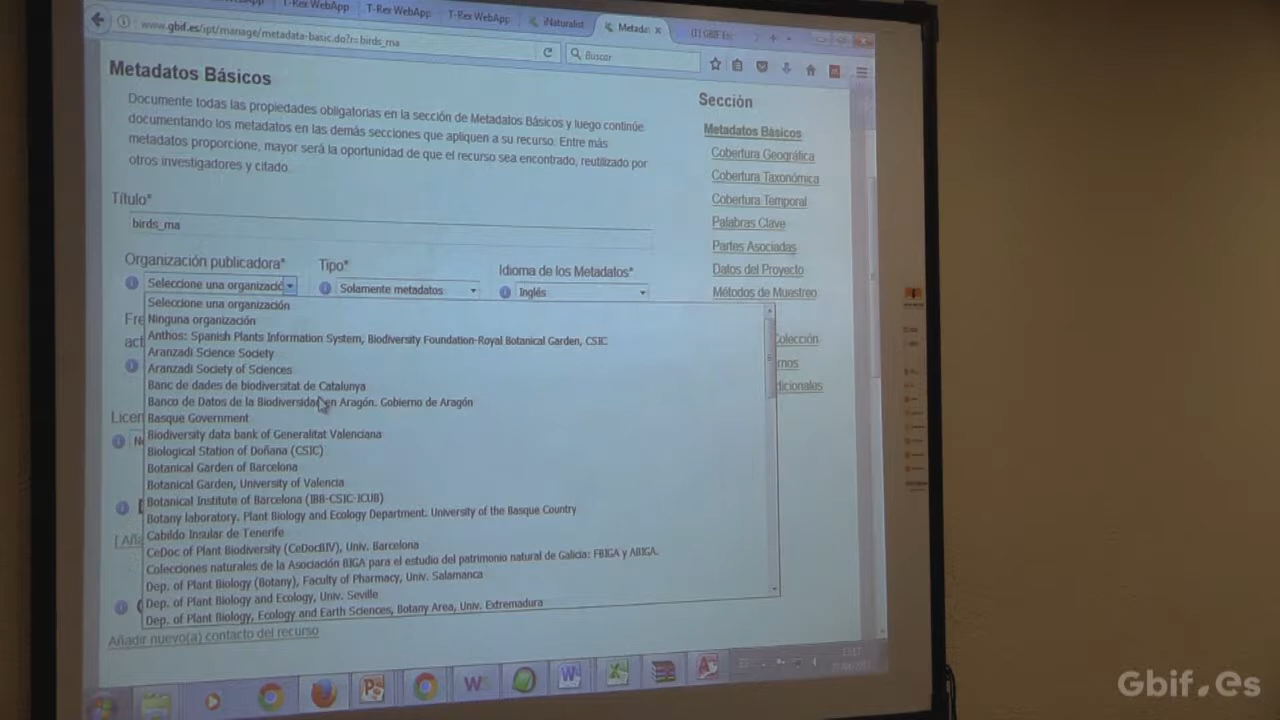 T-Rex WebApp
T-Rex WebApp
T-Rex WebApp
iNaturalist
Metada
www.gbif.es/ipt/manage/metadata-basic.do?r=birds_ma
Buscar
Metadatos Básicos
Documente todas las propiedades obligatorias en la sección de Metadatos Básicos y luego continúe
documentando los metadatos en las demás secciones que apliquen a su recurso. Entre más
metadatos proporcione, mayor será la oportunidad de que el recurso sea encontrado, reutilizado por
otros investigadores y citado.
Título*
birds_ma
Organización publicadora*
Tipo*
Idioma de los Metadatos*
Seleccione una organizació
Solamente metadatos
Inglés
Seleccione una organización
Ninguna organización
Anthos: Spanish Plants Information System, Biodiversity Foundation-Royal Botanical Garden, CSIC
Aranzadi Science Society
Aranzadi Society of Sciences
Banc de dades de biodiversitat de Catalunya
Banco de Datos de la Biodiversidad en Aragón. Gobierno de Aragón
Basque Government
Biodiversity data bank of Generalitat Valenciana
Biological Station of Doñana (CSIC)
Botanical Garden of Barcelona
Botanical Garden, University of Valencia
Botanical Institute of Barcelona (IBB-CSIC-ICUB)
Botany laboratory. Plant Biology and Ecology Department. University of the Basque Country
Cabildo Insular de Tenerife
CeDoc of Plant Biodiversity (CeDocBIV), Univ. Barcelona
Colecciones naturales de la Asociación BIGA para el estudio del patrimonio natural de Galicia: FBIGA y ABIGA.
Dep. of Plant Biology (Botany), Faculty of Pharmacy, Univ. Salamanca
Dep. of Plant Biology and Ecology, Univ. Seville
Dep. of Plant Biology, Ecology and Earth Sciences, Botany Area, Univ. Extremadura
Fre
act
Licen
[ Aña
Añadir nuevo(a) contacto del recurso
Sección
Metadatos Básicos
Cobertura Geográfica
Cobertura Taxonómica
Cobertura Temporal
Palabras Clave
Partes Asociadas
Datos del Proyecto
Métodos de Muestreo
Colección
rnos
dicionales
Gbif.es